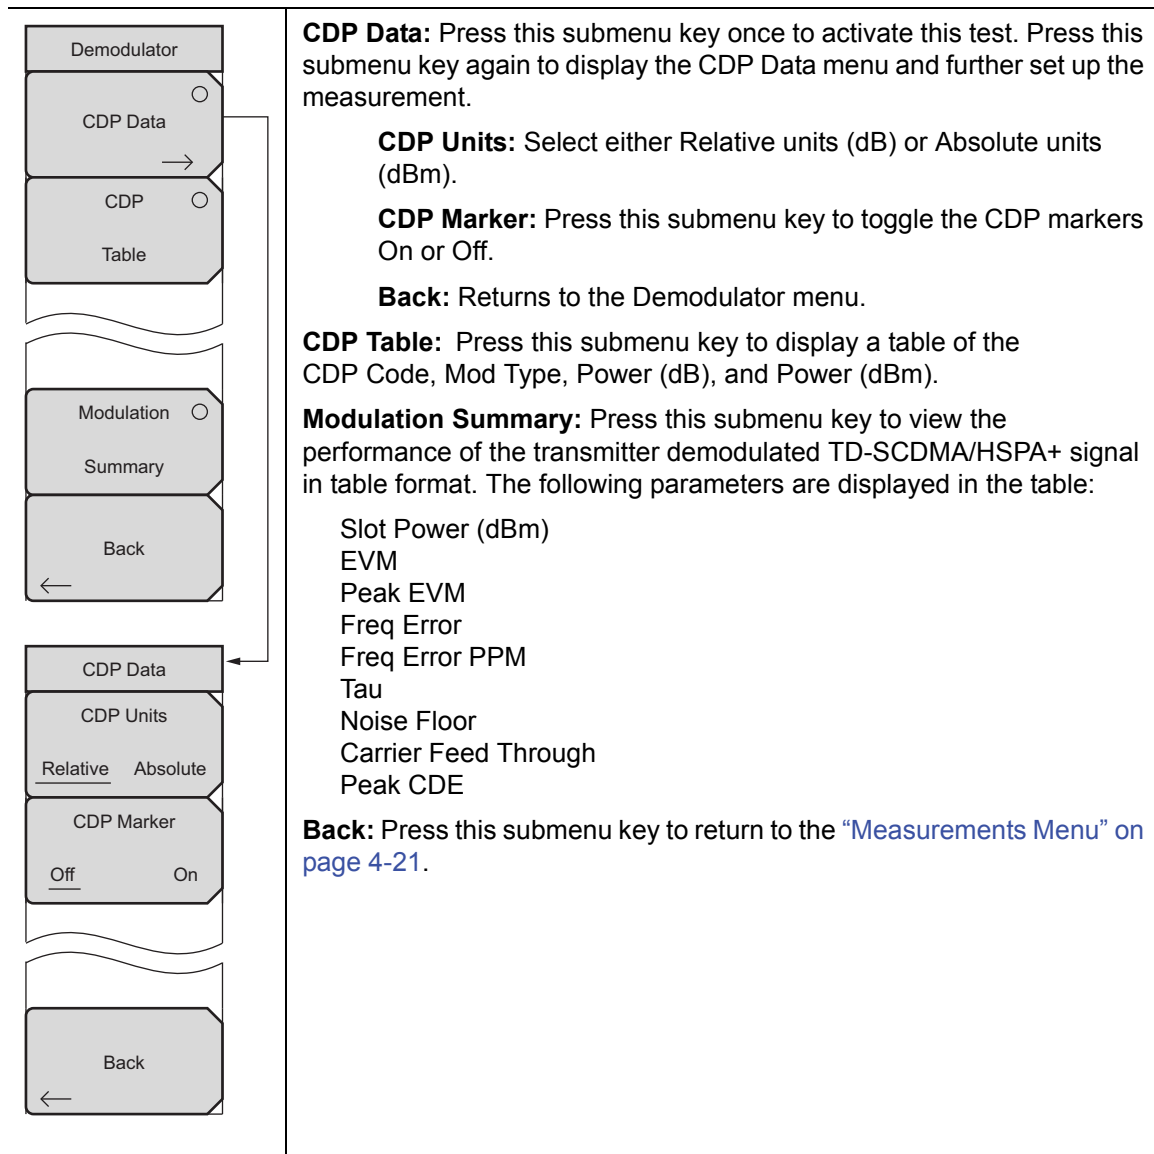 Demodulator
CDP Data
CDP
Table
Modulation
Summary
Back
CDP Data
CDP Units
Relative Absolute
CDP Marker
Off On
Back
CDP Data: Press this submenu key once to activate this test. Press this
submenu key again to display the CDP Data menu and further set up the
measurement.
CDP Units: Select either Relative units (dB) or Absolute units
(dBm).
CDP Marker: Press this submenu key to toggle the CDP markers
On or Off.
Back: Returns to the Demodulator menu.
CDP Table: Press this submenu key to display a table of the
CDP Code, Mod Type, Power (dB), and Power (dBm).
Modulation Summary: Press this submenu key to view the
performance of the transmitter demodulated TD-SCDMA/HSPA+ signal
in table format. The following parameters are displayed in the table:
Slot Power (dBm)
EVM
Peak EVM
Freq Error
Freq Error PPM
Tau
Noise Floor
Carrier Feed Through
Peak CDE
Back: Press this submenu key to return to the “Measurements Menu” on
page 4-21.